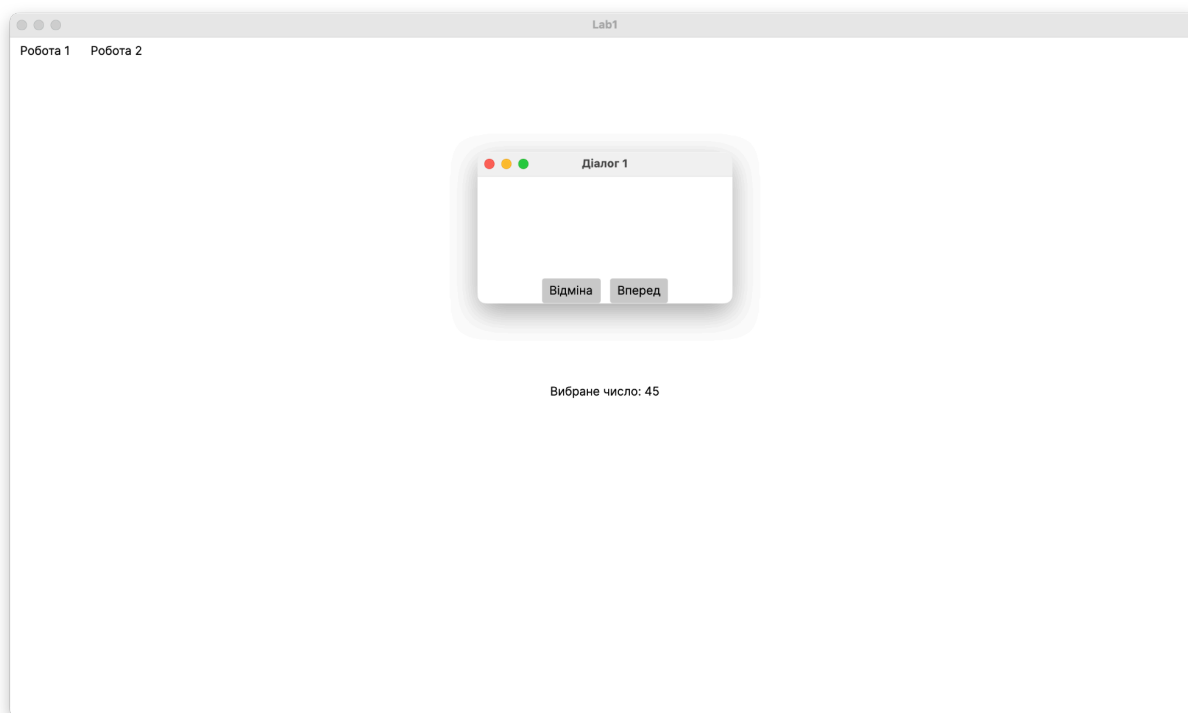 Lab1
Робота 1 Робота 2
Діалог 1
Відміна Вперед
Вибране число: 45